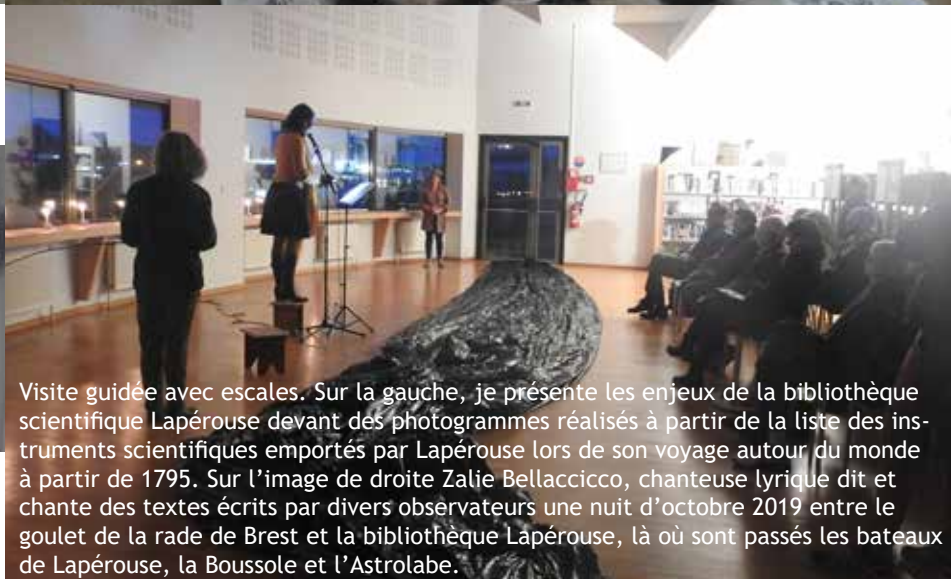 Visite guidée avec escales. Sur la gauche, je présente les enjeux de la bibliothèque
scientifique Lapérouse devant des photogrammes réalisés à partir de la liste des ins-
truments scientifiques emportés par Lapérouse lors de son voyage autour du monde
à partir de 1795. Sur l’image de droite Zalie Bellaccicco, chanteuse lyrique dit et
chante des textes écrits par divers observateurs une nuit d’octobre 2019 entre le
goulet de la rade de Brest et la bibliothèque Lapérouse, là où sont passés les bateaux
de Lapérouse, la Boussole et l’Astrolabe.